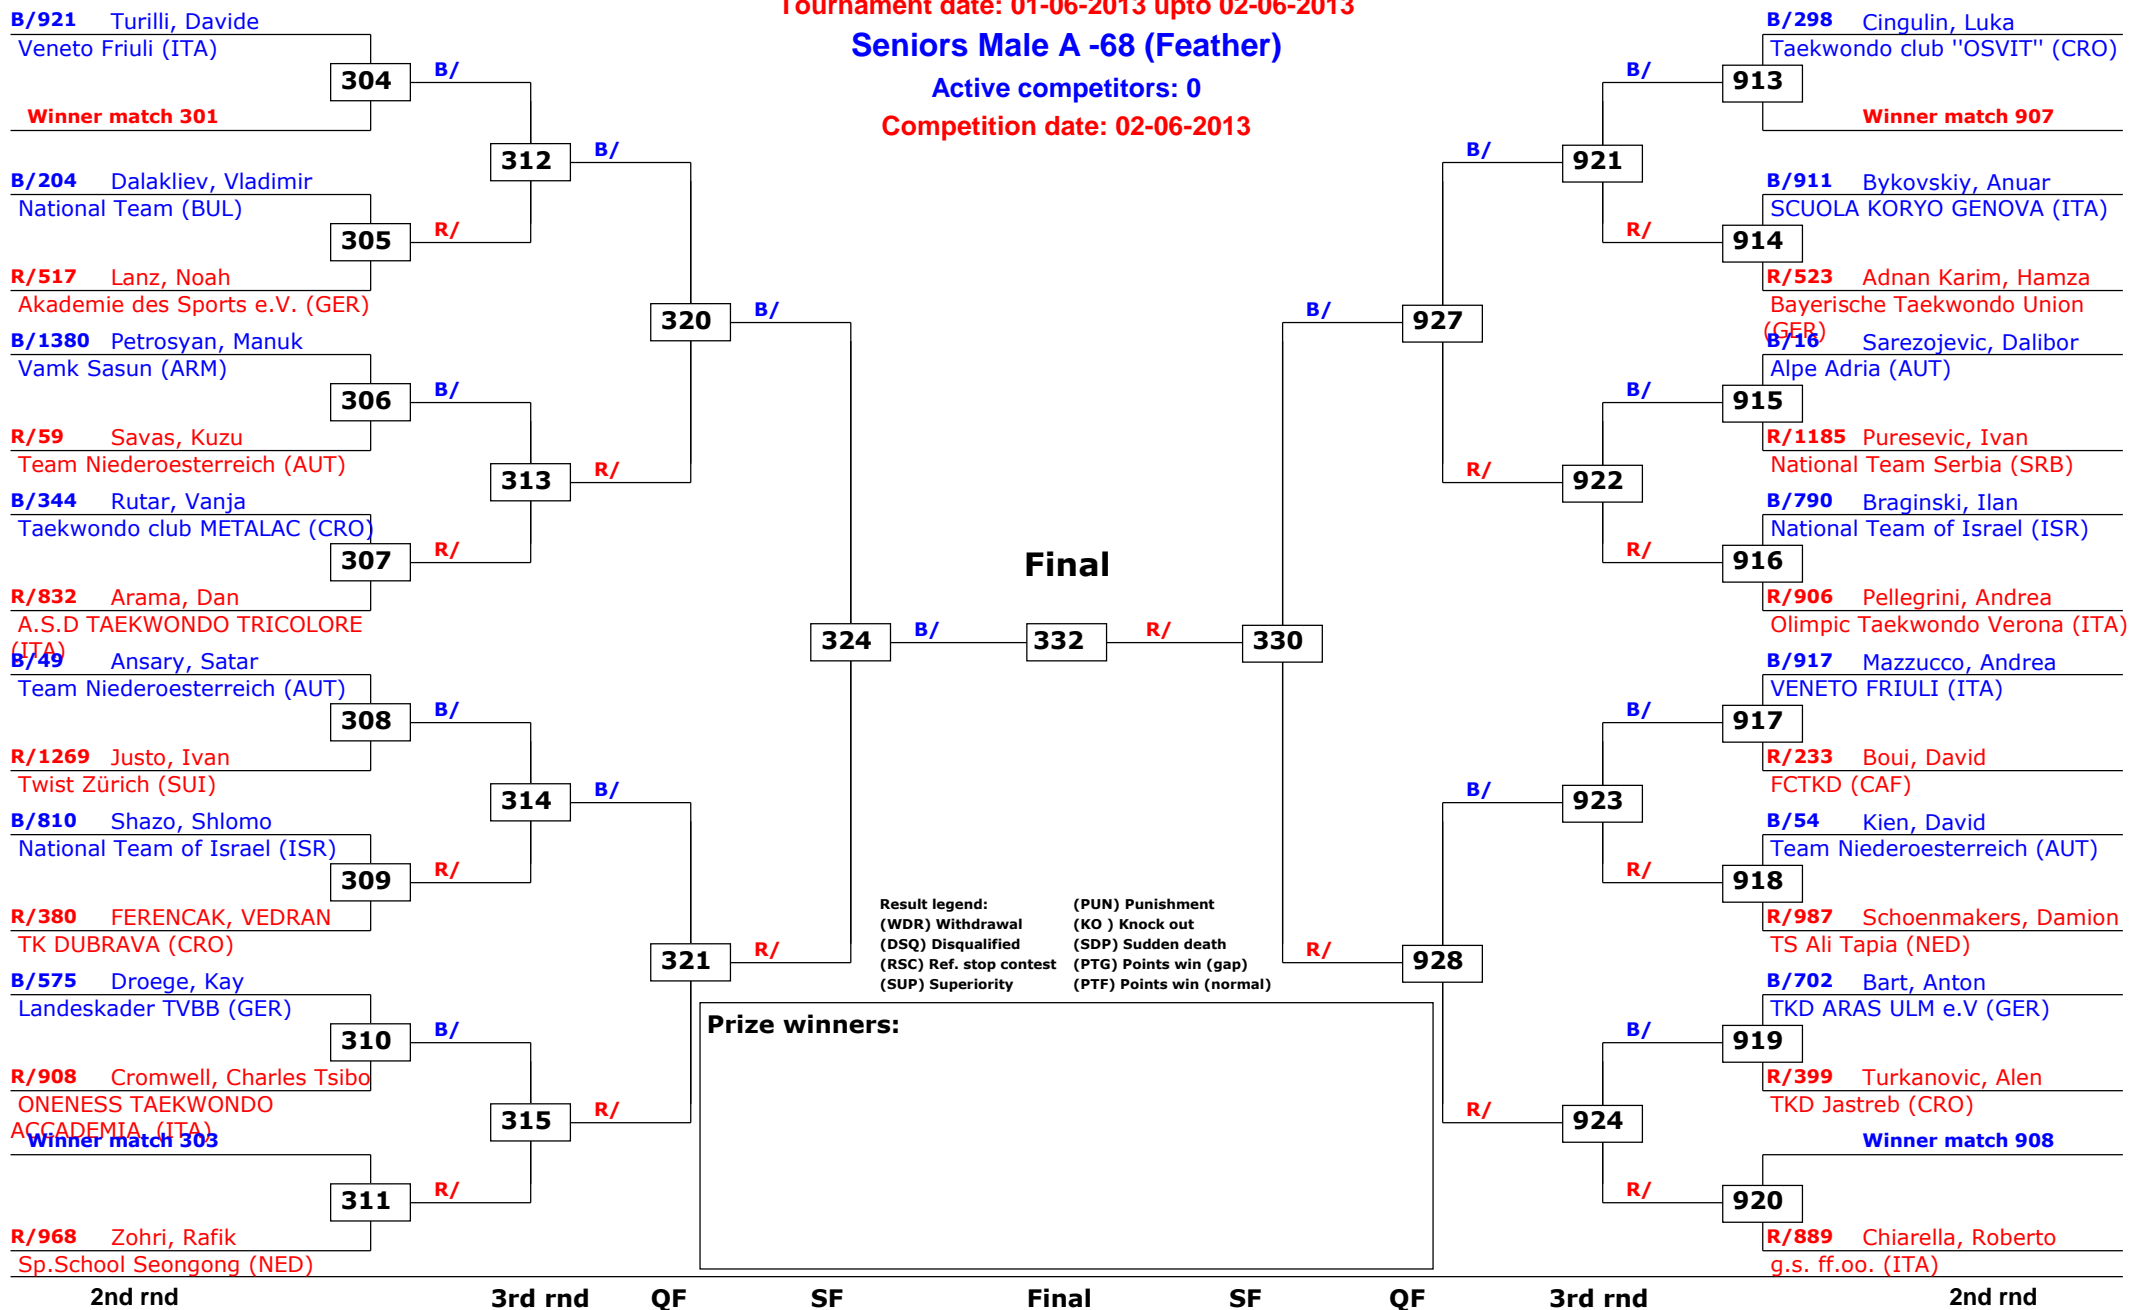 Tournament date: 01-06-2013 upto 02-06-2013
Seniors Male A -68 (Feather)
Active competitors: 0
Competition date: 02-06-2013
B/921 Turilli, Davide
Veneto Friuli (ITA)
304
B/
Winner match 301
312
B/
B/204 Dalakliev, Vladimir
National Team (BUL)
305
R/
R/517 Lanz, Noah
Akademie des Sports e.V. (GER)
320
B/
B/1380 Petrosyan, Manuk
Vamk Sasun (ARM)
306
B/
R/59 Savas, Kuzu
Team Niederoesterreich (AUT)
313
R/
B/344 Rutar, Vanja
Taekwondo club METALAC (CRO)
307
R/
R/832 Arama, Dan
A.S.D TAEKWONDO TRICOLORE
(ITA)
324
B/
B/49 Ansary, Satar
Team Niederoesterreich (AUT)
308
B/
R/1269 Justo, Ivan
Twist Zürich (SUI)
314
B/
B/810 Shazo, Shlomo
National Team of Israel (ISR)
309
R/
R/380 FERENCAK, VEDRAN
TK DUBRAVA (CRO)
321
R/
B/575 Droege, Kay
Landeskader TVBB (GER)
310
B/
R/908 Cromwell, Charles Tsibo
ONENESS TAEKWONDO
ACCADEMIA. (ITA)
315
R/
Winner match 303
311
R/
R/968 Zohri, Rafik
Sp.School Seongong (NED)
Final
332
R/
330
Result legend:
(WDR) Withdrawal
(DSQ) Disqualified
(RSC) Ref. stop contest
(SUP) Superiority
(PUN) Punishment
(KO ) Knock out
(SDP) Sudden death
(PTG) Points win (gap)
(PTF) Points win (normal)
Prize winners:
B/298 Cingulin, Luka
Taekwondo club "OSVIT" (CRO)
B/
913
Winner match 907
B/
921
B/911 Bykovskiy, Anuar
SCUOLA KORYO GENOVA (ITA)
R/
914
R/523 Adnan Karim, Hamza
Bayerische Taekwondo Union
(GER)
B/
927
B/16 Sarezojevic, Dalibor
Alpe Adria (AUT)
B/
915
R/1185 Puresevic, Ivan
National Team Serbia (SRB)
R/
922
B/790 Braginski, Ilan
National Team of Israel (ISR)
R/
916
R/906 Pellegrini, Andrea
Olimpic Taekwondo Verona (ITA)
B/917 Mazzucco, Andrea
VENETO FRIULI (ITA)
B/
917
R/233 Boui, David
FCTKD (CAF)
B/
923
B/54 Kien, David
Team Niederoesterreich (AUT)
R/
918
R/987 Schoenmakers, Damion
TS Ali Tapia (NED)
R/
928
B/702 Bart, Anton
TKD ARAS ULM e.V (GER)
B/
919
R/399 Turkanovic, Alen
TKD Jastreb (CRO)
R/
924
Winner match 908
R/
920
R/889 Chiarella, Roberto
g.s. ff.oo. (ITA)
2nd rnd 3rd rnd QF SF Final SF QF 3rd rnd 2nd rnd